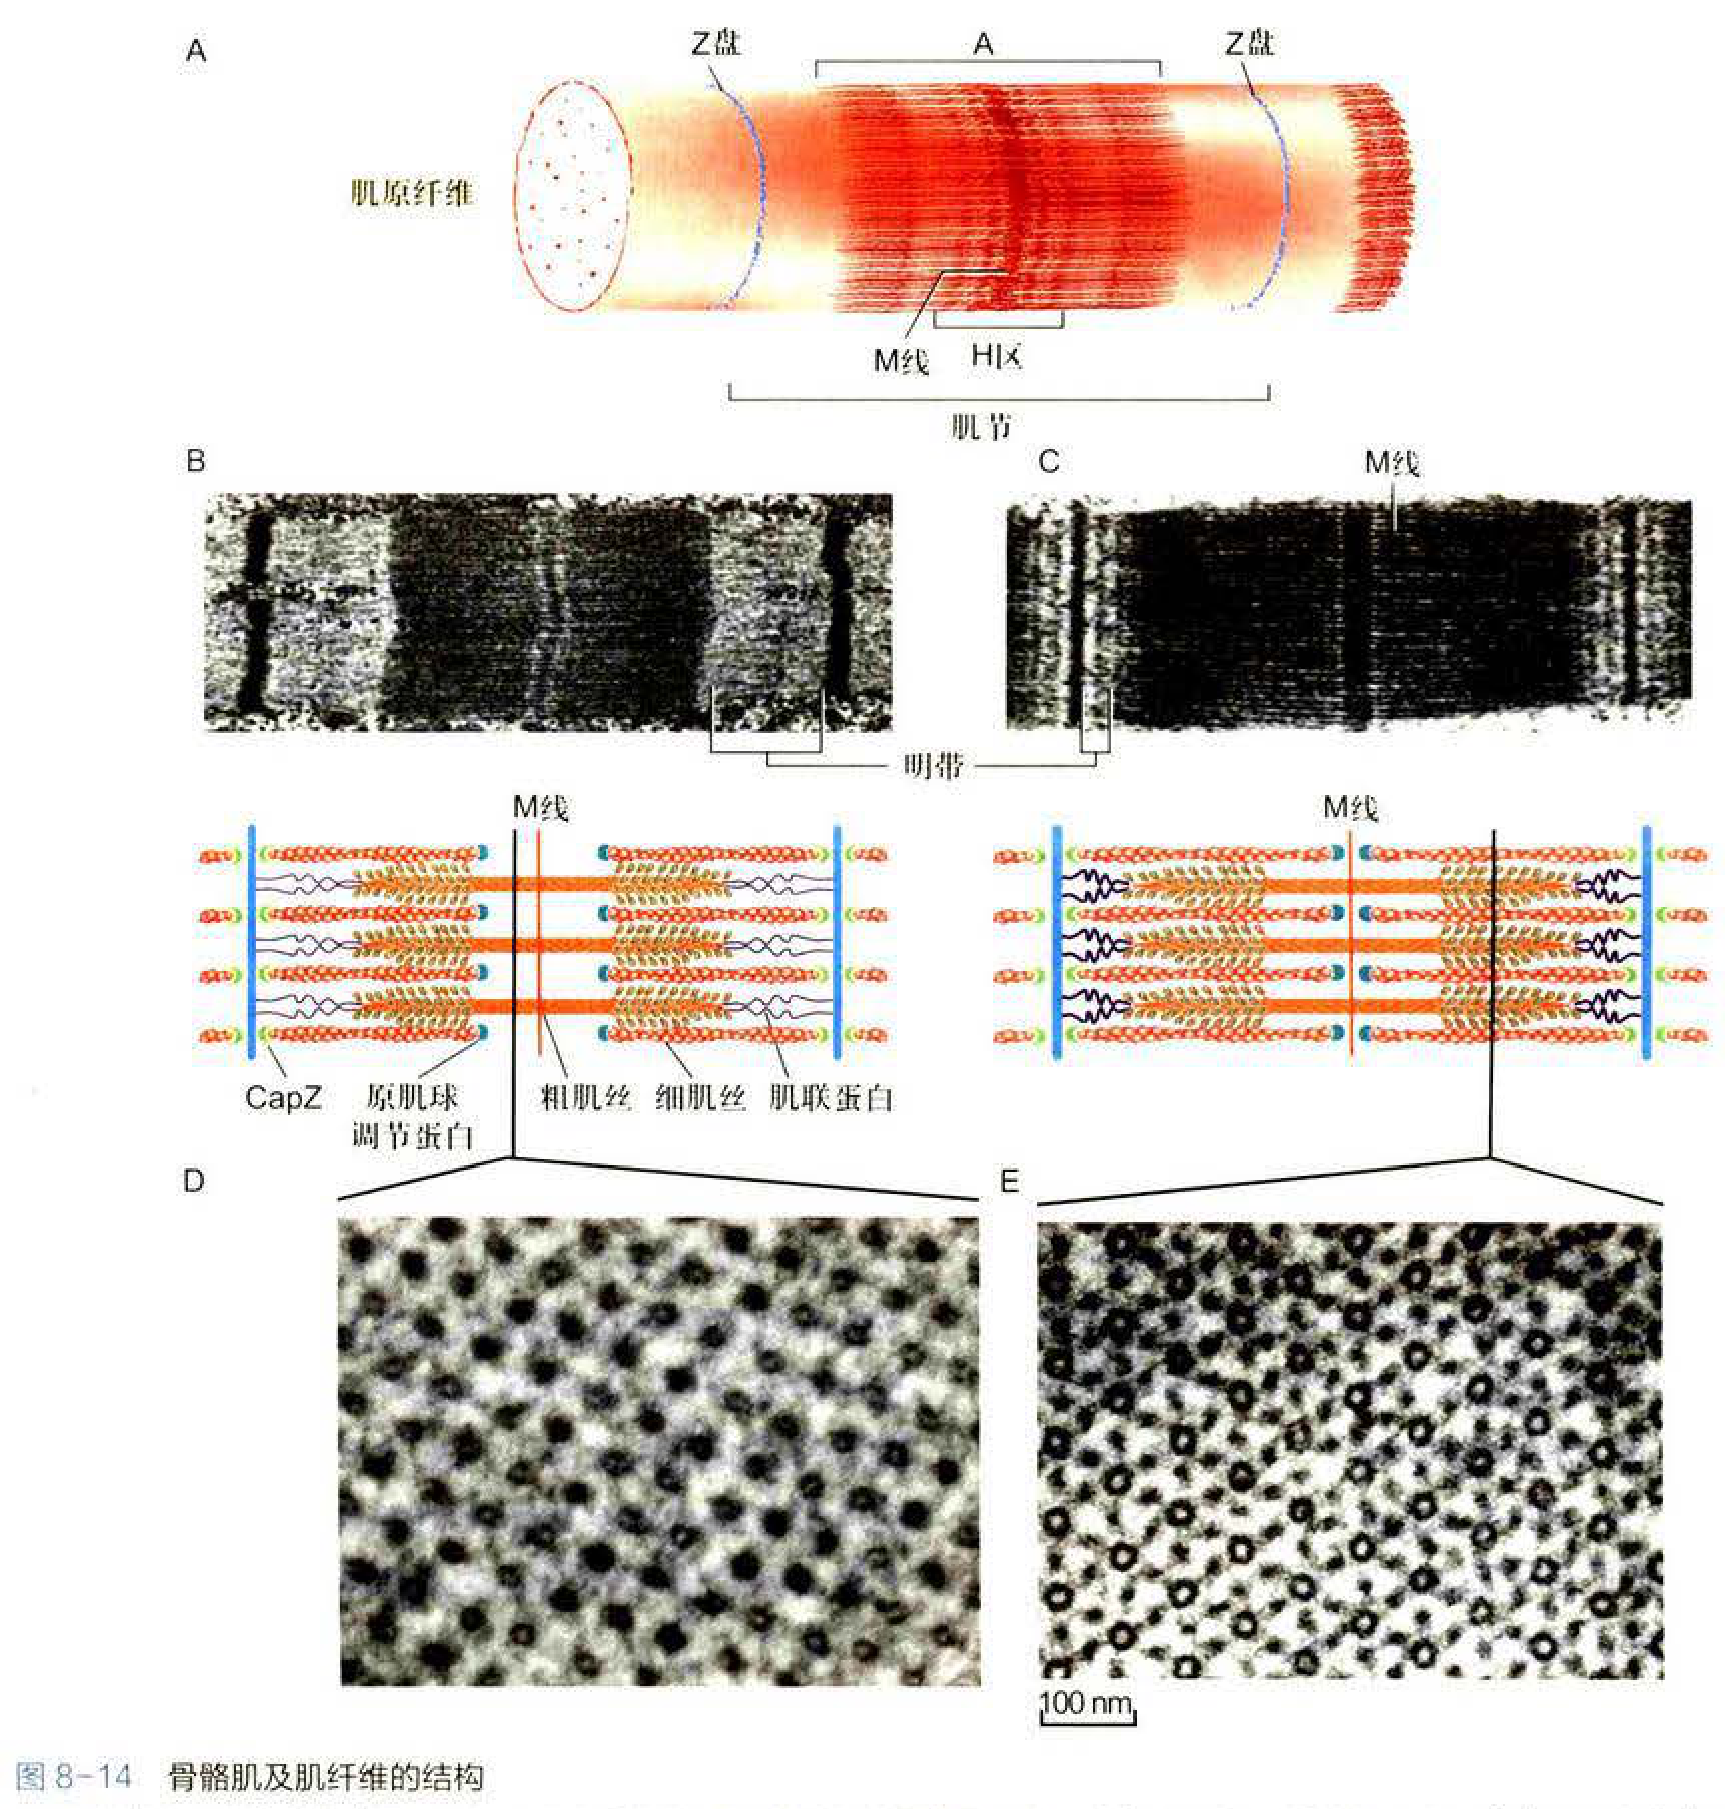 A
Z盘
A
Z盘
肌原纤维
M线
H区
肌节
B
C
M线
明带
M线
M线
CapZ
原肌球
调节蛋白
粗肌丝
细肌丝
肌联蛋白
D
E
100 nm
图 8-14 骨骼肌及肌纤维的结构